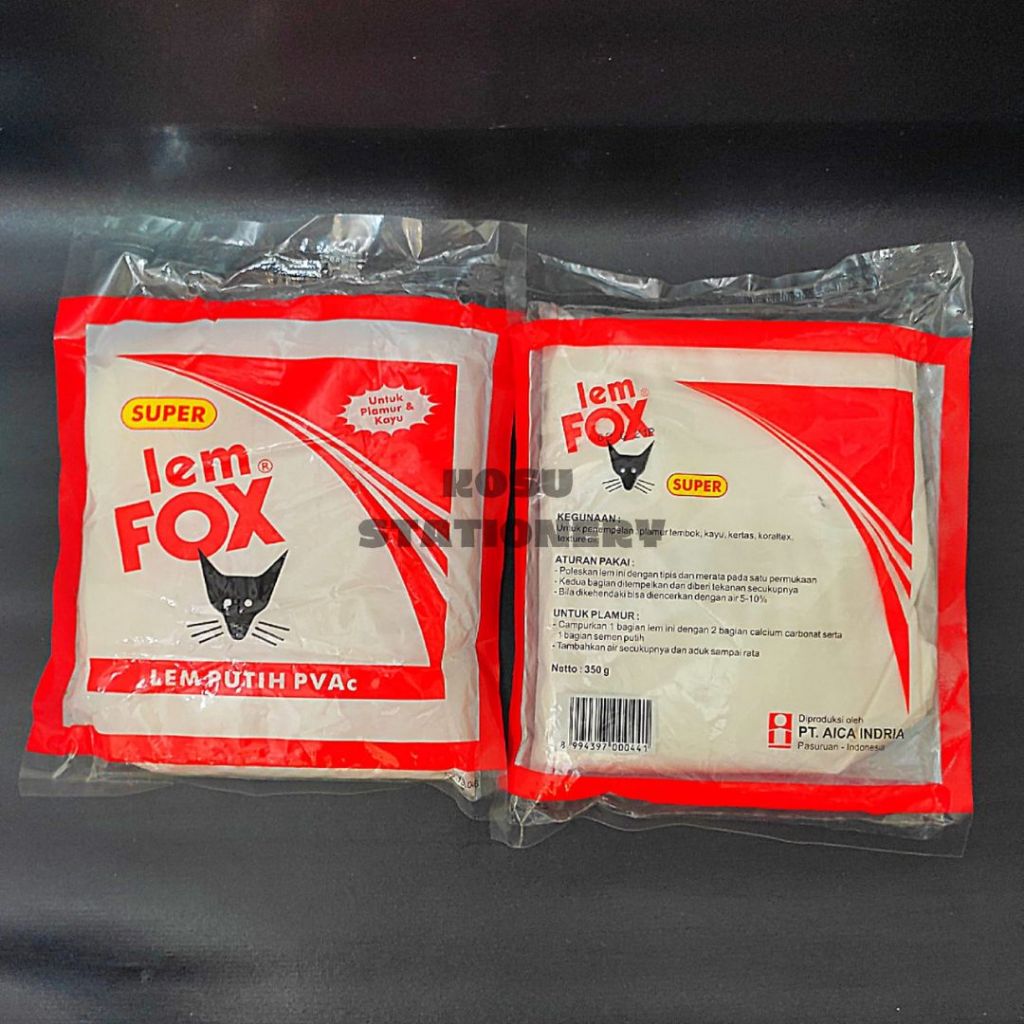 SUPER
Untuk
Plamur &
Kayu
lem®
FOX
LEM PUTIH PVAc
lem®
FOX
SUPER
KOSU
STATIONERY
KEGUNAAN :
Untuk penempelan, plamer tembok, kayu, kertas, koraltex,
texture
ATURAN PAKAI :
- Poleskan lem ini dengan tipis dan merata pada satu permukaan
- Kedua bagian ditempelkan dan diberi tekanan secukupnya
- Bila dikehendaki bisa diencerkan dengan air 5-10%
UNTUK PLAMUR :
- Campurkan 1 bagian lem ini dengan 2 bagian calcium carbonat serta
1 bagian semen putih
- Tambahkan air secukupnya dan aduk sampai rata
Netto : 350 g
8 994397 000441
Diproduksi oleh
PT. AICA INDRIA
Pasuruan - Indonesia